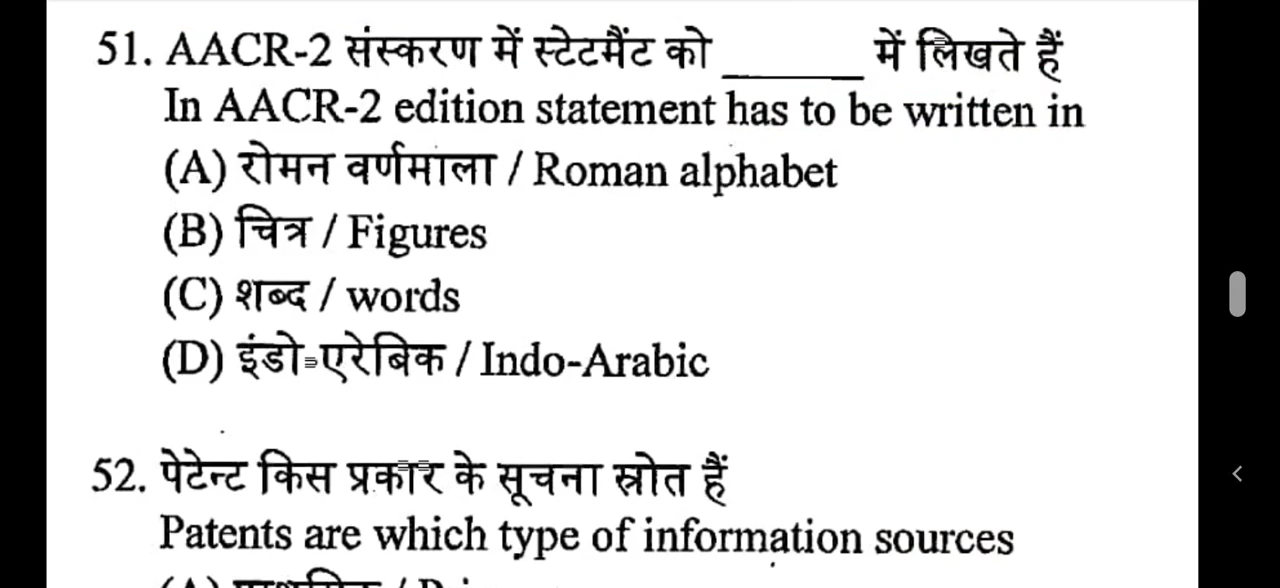 51. AACR-2 संस्करण में स्टेटमैंट को ______ में लिखते हैं
In AACR-2 edition statement has to be written in
(A) रोमन वर्णमाला / Roman alphabet
(B) चित्र / Figures
(C) शब्द / words
(D) इंडो-एरेबिक / Indo-Arabic
52. पेटेन्ट किस प्रकार के सूचना स्रोत हैं
Patents are which type of information sources